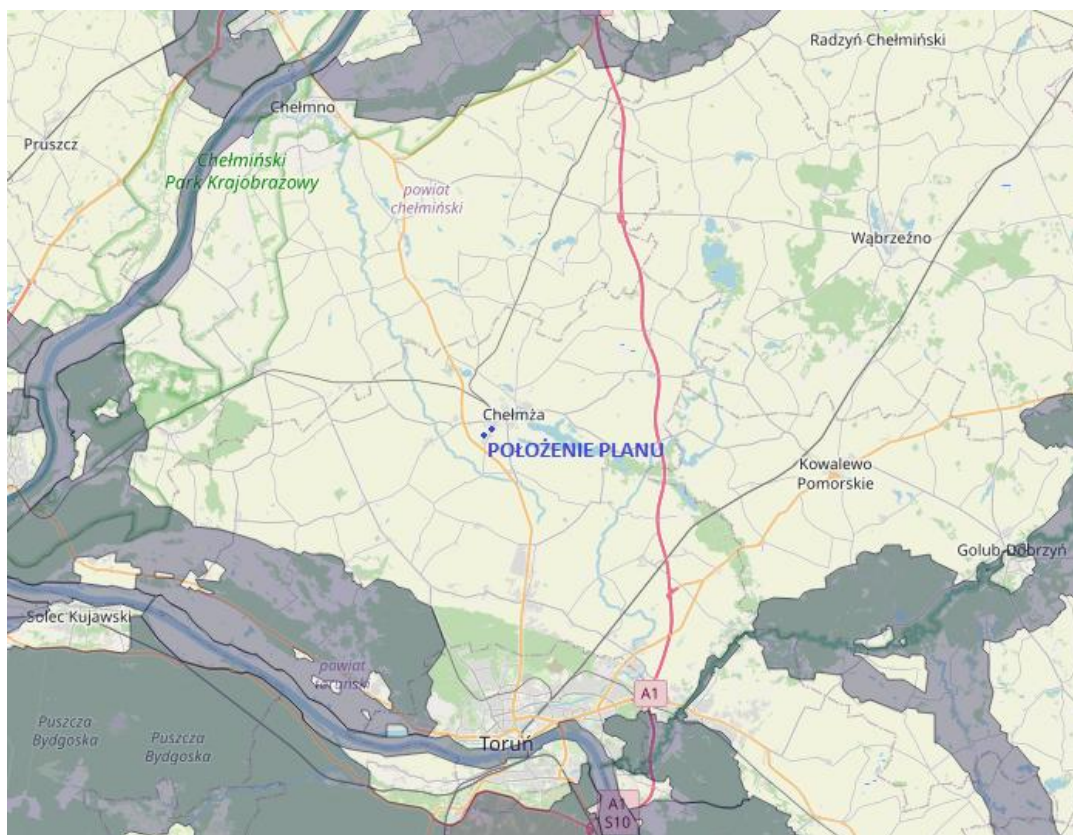 Radzyń Chełmiński
Chełmno
Pruszcz
Chełmiński
Park Krajobrazowy
powiat
chełmiński
Wąbrzeźno
Chełmża
POŁOŻENIE PLANU
Kowalewo
Pomorskie
Golub-Dobrzyń
Solec Kujawski
powiat
toruński
A1
Puszcza
Bydgoska
Puszcza
Bydgoska
Toruń
A1
S10